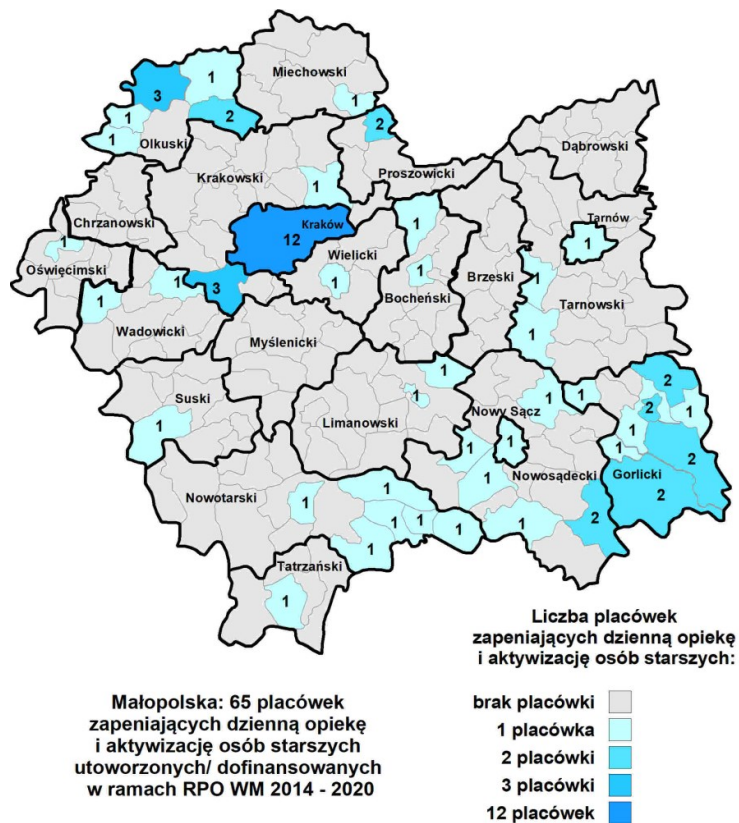 1
Miechowski
3
1
1
2
2
1
Olkuski
Dąbrowski
Krakowski
Proszowicki
1
Chrzanowski
1
Kraków
Tarnów
1
12
1
Wielicki
Oświęcimski
1
Brzeski
1
1
3
1
Bocheński
Tarnowski
1
Wadowicki
1
Myślenicki
1
2
Suski
1
1
1
2
1
1
Limanowski
Nowy Sącz
1
1
1
1
1
2
Nowotarski
1
1
Nowosądecki
Gorlicki
1
2
1
1
1
1
2
1
Tatrzański
1
Liczba placówek
zapeniających dzienną opiekę
i aktywizację osób starszych:
Małopolska: 65 placówek
zapeniających dzienną opiekę
i aktywizację osób starszych
utoworzonych/ dofinansowanych
w ramach RPO WM 2014 - 2020
brak placówki
1 placówka
2 placówki
3 placówki
12 placówek